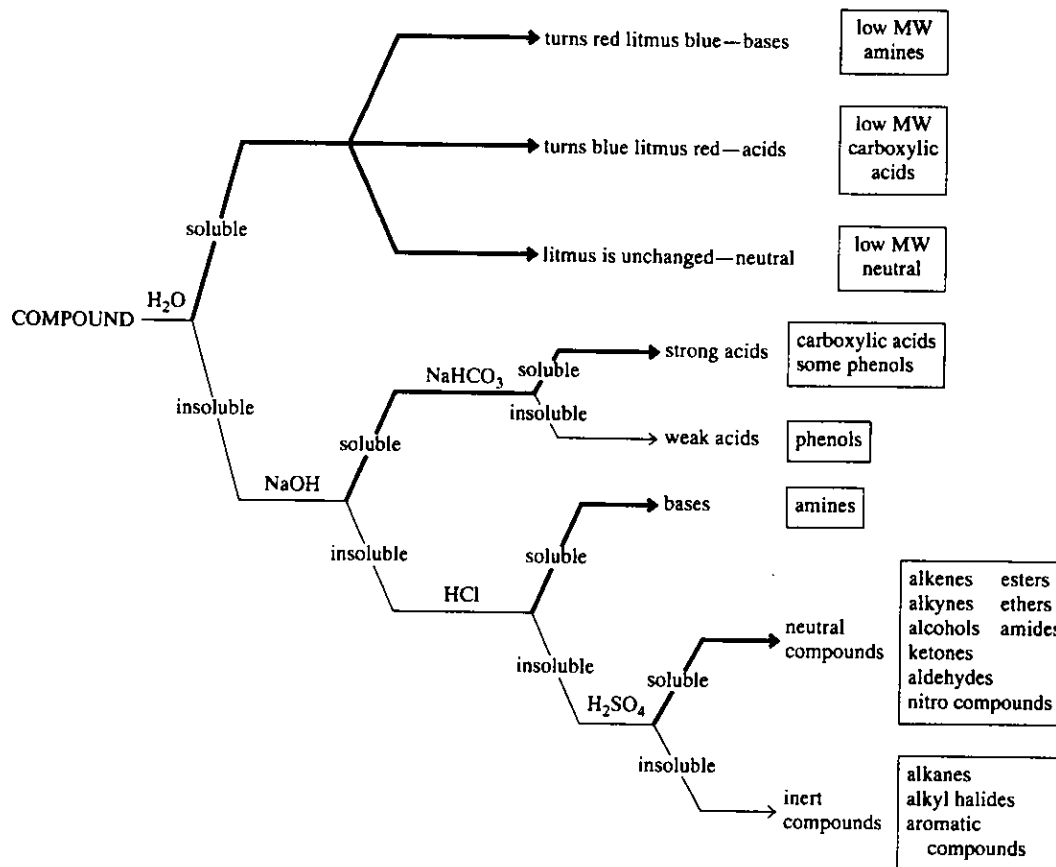 turns red litmus blue—bases
low MW
amines
turns blue litmus red—acids
low MW
carboxylic
acids
soluble
litmus is unchanged—neutral
low MW
neutral
COMPOUND
H₂O
insoluble
NaHCO₃
soluble
strong acids
carboxylic acids
some phenols
insoluble
weak acids
phenols
soluble
NaOH
bases
amines
insoluble
soluble
HCl
alkenes esters
alkynes ethers
alcohols amides
ketones
aldehydes
nitro compounds
neutral
compounds
insoluble
soluble
H₂SO₄
insoluble
inert
compounds
alkanes
alkyl halides
aromatic
compounds